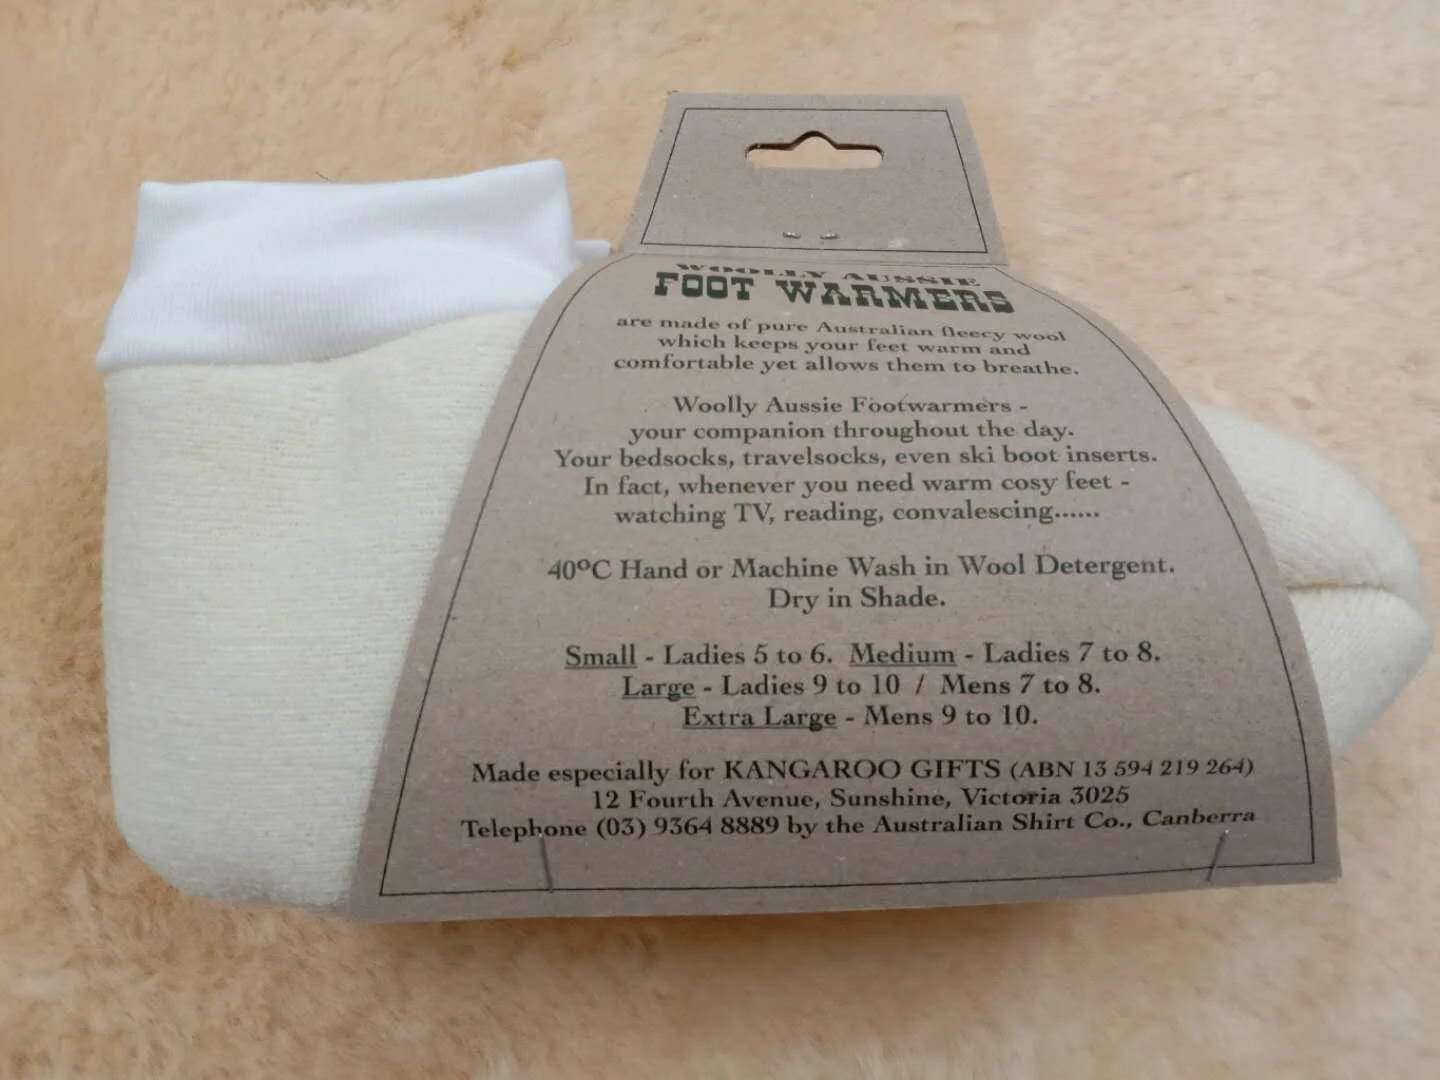 WOOLLY AUSSIE
FOOT WARMERS
are made of pure Australian fleecy wool
which keeps your feet warm and
comfortable yet allows them to breathe.
Woolly Aussie Footwarmers -
your companion throughout the day.
Your bedsocks, travelsocks, even ski boot inserts.
In fact, whenever you need warm cosy feet -
watching TV, reading, convalescing......
40ºC Hand or Machine Wash in Wool Detergent.
Dry in Shade.
Small - Ladies 5 to 6. Medium - Ladies 7 to 8.
Large - Ladies 9 to 10 / Mens 7 to 8.
Extra Large - Mens 9 to 10.
Made especially for KANGAROO GIFTS (ABN 13 594 219 264)
12 Fourth Avenue, Sunshine, Victoria 3025
Telephone (03) 9364 8889 by the Australian Shirt Co., Canberra